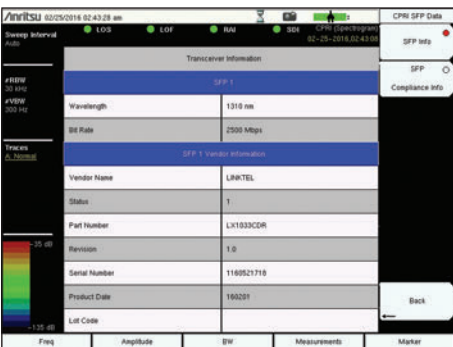 Anritsu 02/25/2016 02:43:28 am
CPRI SFP Data
Sweep Interval
Auto
LOS
LOF
RAI
SDI
CPRI (Spectrogram)
02-25-2016,02:43:08
SFP Info
SFP
Compliance Info
Transceiver Information
SFP 1
#RBW
30 kHz
#VBW
300 Hz
Wavelength
1310 nm
Bit Rate
2500 Mbps
Traces
A: Normal
SFP 1 Vendor Information
Vendor Name
LINKTEL
Status
1
Part Number
LX1033CDR
-35 dB
Revision
1.0
Serial Number
1160521718
Product Date
160201
Lot Code
-135 dB
Back
Freq
Amplitude
BW
Measurements
Marker